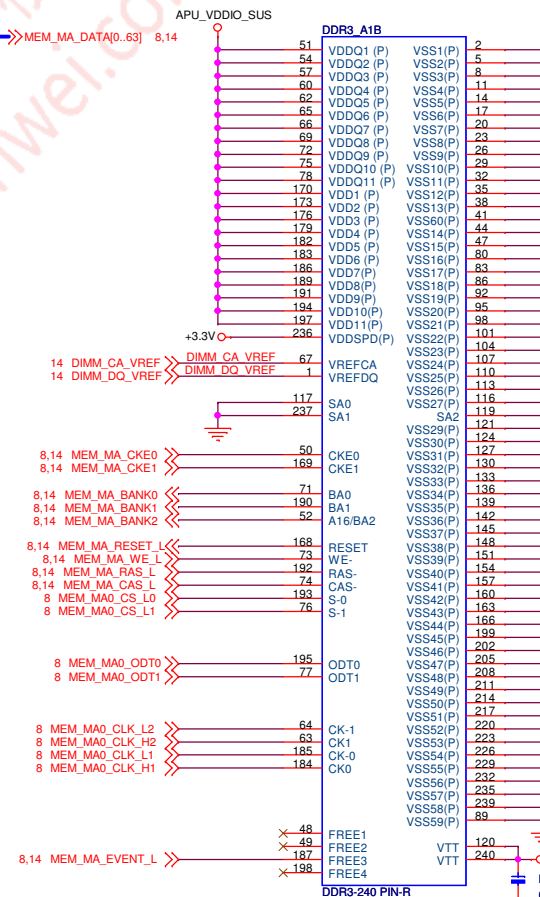 APU_VDDIO_SUS
MEM_MA_DATA[0..63] 8,14
DDR3_A1B
51 VDDQ1 (P) VSS1(P) 2
54 VDDQ2 (P) VSS2(P) 5
57 VDDQ3 (P) VSS3(P) 8
60 VDDQ4 (P) VSS4(P) 11
62 VDDQ5 (P) VSS5(P) 14
65 VDDQ6 (P) VSS6(P) 17
66 VDDQ7 (P) VSS7(P) 20
69 VDDQ8 (P) VSS8(P) 23
72 VDDQ9 (P) VSS9(P) 26
75 VDDQ10 (P) VSS10(P) 29
78 VDDQ11 (P) VSS11(P) 32
170 VDD1 (P) VSS12(P) 35
173 VDD2 (P) VSS13(P) 38
176 VDD3 (P) VSS60(P) 41
179 VDD4 (P) VSS14(P) 44
182 VDD5 (P) VSS15(P) 47
183 VDD6 (P) VSS16(P) 80
186 VDD7(P) VSS17(P) 83
189 VDD8(P) VSS18(P) 86
191 VDD9(P) VSS19(P) 92
194 VDD10(P) VSS20(P) 95
197 VDD11(P) VSS21(P) 98
+3.3V 236 VDDSPD(P) VSS22(P) 101
VSS23(P) 104
14 DIMM_CA_VREF DIMM_CA_VREF 67 VREFCA VSS24(P) 107
14 DIMM_DQ_VREF DIMM_DQ_VREF 1 VREFDQ VSS25(P) 110
VSS26(P) 113
117 SA0 VSS27(P) 116
237 SA1 SA2 119
VSS29(P) 121
VSS30(P) 124
8,14 MEM_MA_CKE0 50 CKE0 VSS31(P) 127
8,14 MEM_MA_CKE1 169 CKE1 VSS32(P) 130
VSS33(P) 133
8,14 MEM_MA_BANK0 71 BA0 VSS34(P) 136
8,14 MEM_MA_BANK1 190 BA1 VSS35(P) 139
8,14 MEM_MA_BANK2 52 A16/BA2 VSS36(P) 142
VSS37(P) 145
8,14 MEM_MA_RESET_L 168 RESET VSS38(P) 148
8,14 MEM_MA_WE_L 73 WE- VSS39(P) 151
8,14 MEM_MA_RAS_L 192 RAS- VSS40(P) 154
8,14 MEM_MA_CAS_L 74 CAS- VSS41(P) 157
8 MEM_MA0_CS_L0 193 S-0 VSS42(P) 160
8 MEM_MA0_CS_L1 76 S-1 VSS43(P) 163
VSS44(P) 166
VSS45(P) 199
VSS46(P) 202
8 MEM_MA0_ODT0 195 ODT0 VSS47(P) 205
8 MEM_MA0_ODT1 77 ODT1 VSS48(P) 208
VSS49(P) 211
VSS50(P) 214
VSS51(P) 217
8 MEM_MA0_CLK_L2 64 CK-1 VSS52(P) 220
8 MEM_MA0_CLK_H2 63 CK1 VSS53(P) 223
8 MEM_MA0_CLK_L1 185 CK-0 VSS54(P) 226
8 MEM_MA0_CLK_H1 184 CK0 VSS55(P) 229
VSS56(P) 232
VSS57(P) 235
VSS58(P) 239
VSS59(P) 89
48 FREE1
49 FREE2 VTT 120
8,14 MEM_MA_EVENT_L 187 FREE3 VTT 240
198 FREE4
DDR3-240 PIN-R